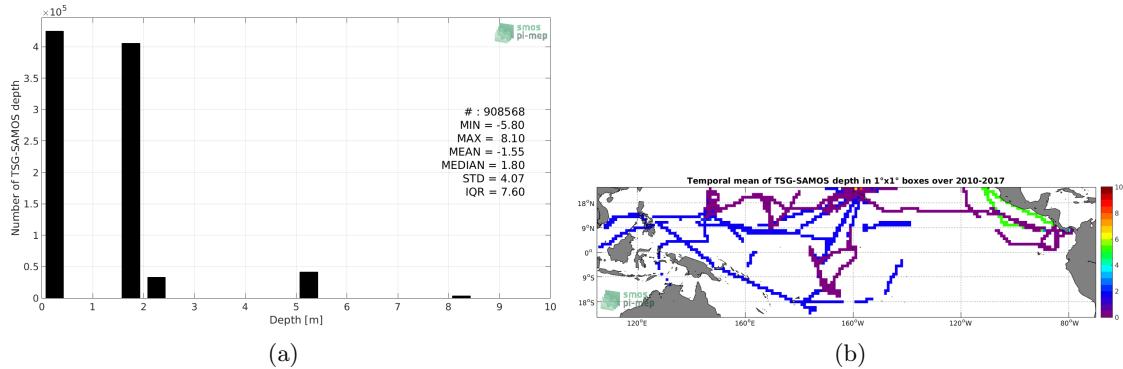 ×10⁵
4
3.5
3
2.5
2
1.5
1
0.5
0
Number of TSG-SAMOS depth
0 1 2 3 4 5 6 7 8 9 10
Depth [m]
smos
pi-mep
# : 908568
MIN = -5.80
MAX = 8.10
MEAN = -1.55
MEDIAN = 1.80
STD = 4.07
IQR = 7.60
(a)
Temporal mean of TSG-SAMOS depth in 1°x1° boxes over 2010-2017
18°N
9°N
0°
9°S
18°S
120°E 160°E 160°W 120°W 80°W
smos
pi-mep
10
8
6
4
2
0
(b)